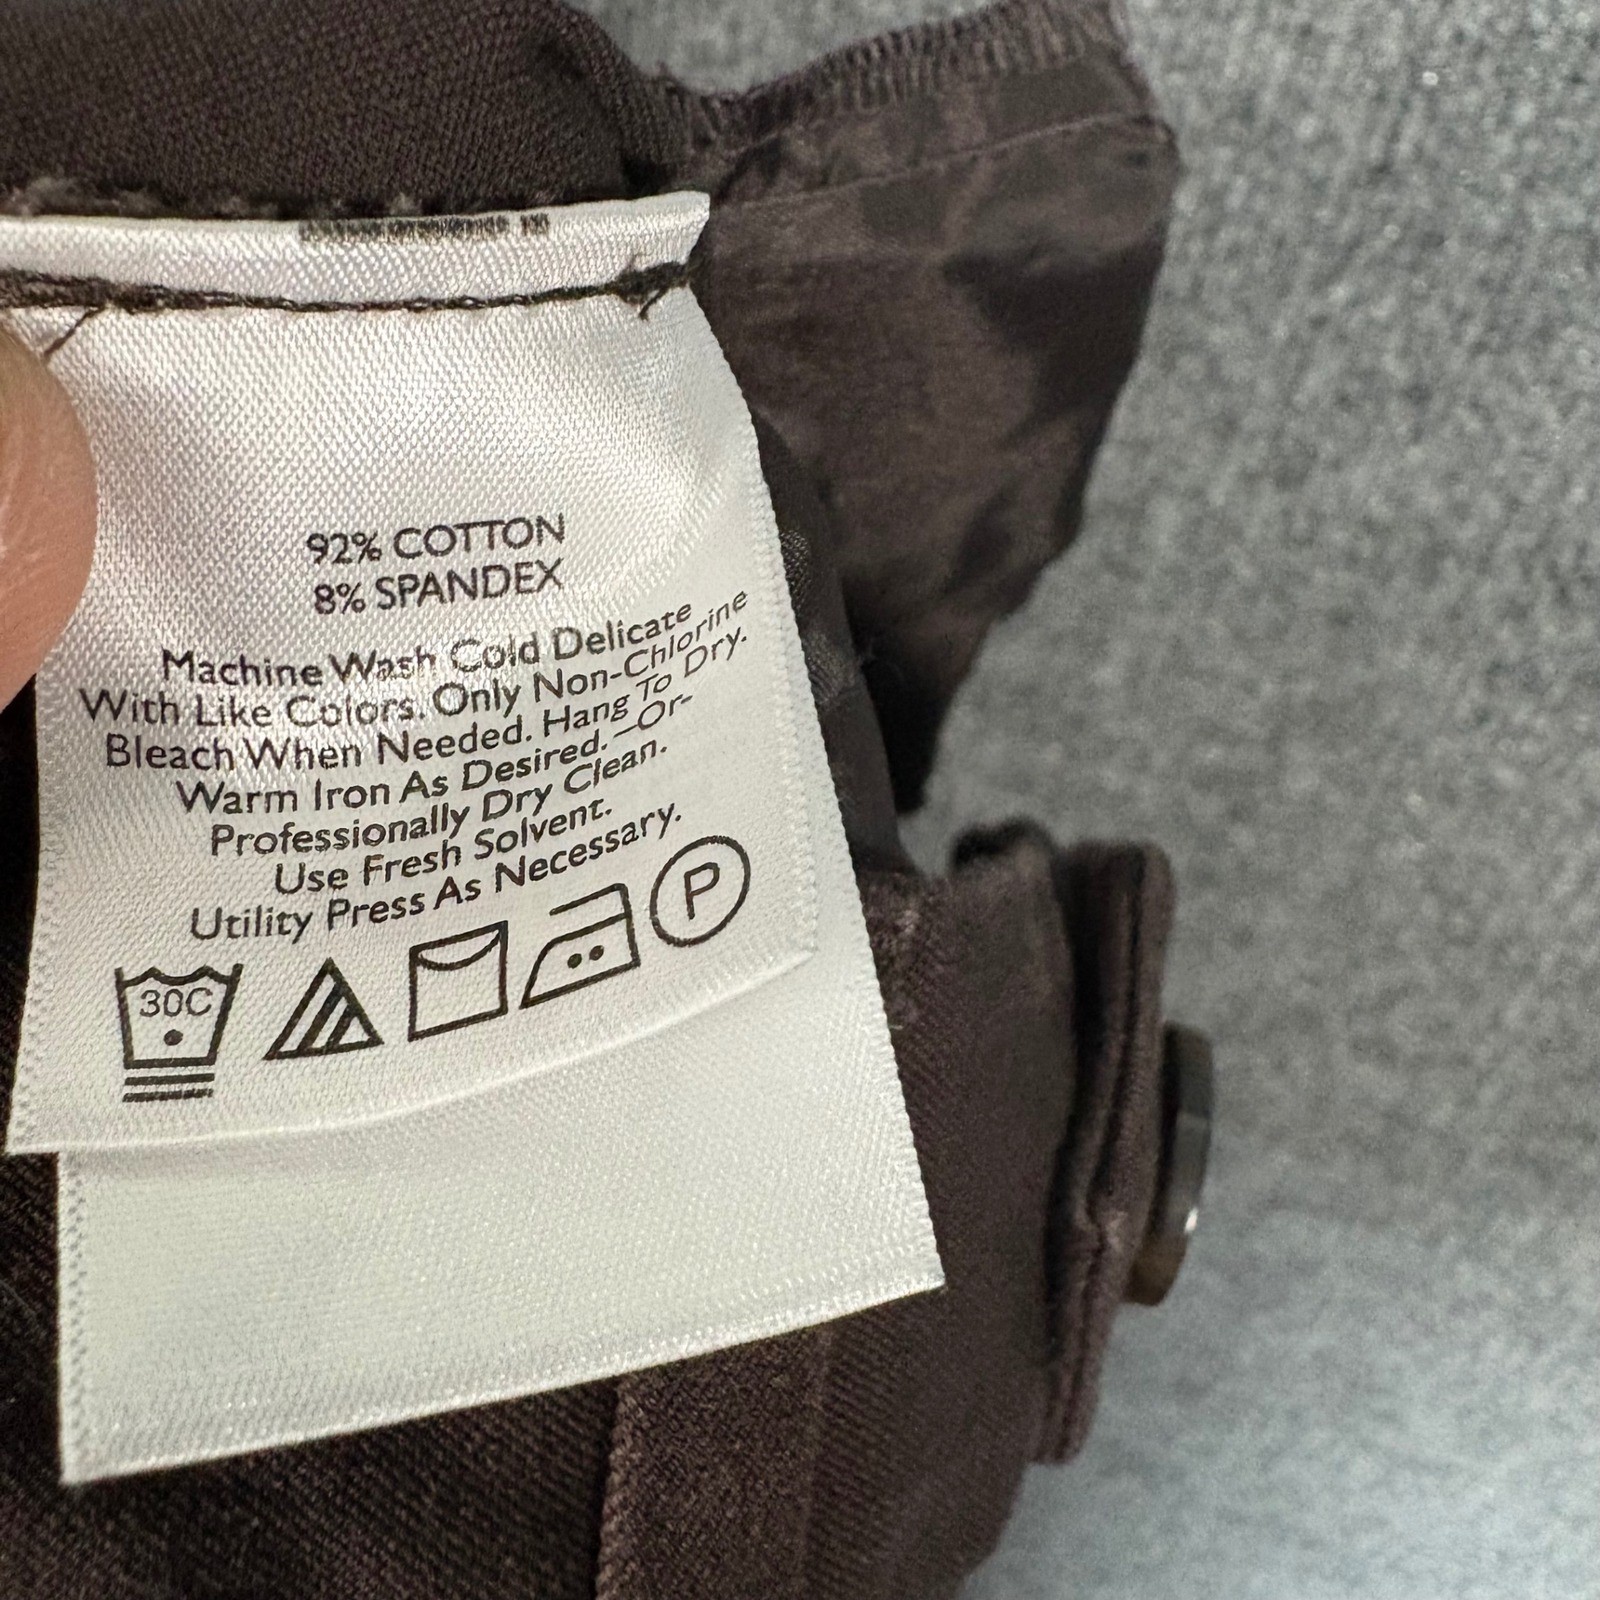 92% COTTON
8% SPANDEX
Machine Wash Cold Delicate
With Like Colors. Only Non-Chlorine
Bleach When Needed. Hang To Dry.
Warm Iron As Desired. -Or-
Professionally Dry Clean.
Use Fresh Solvent.
Utility Press As Necessary.
30C
P